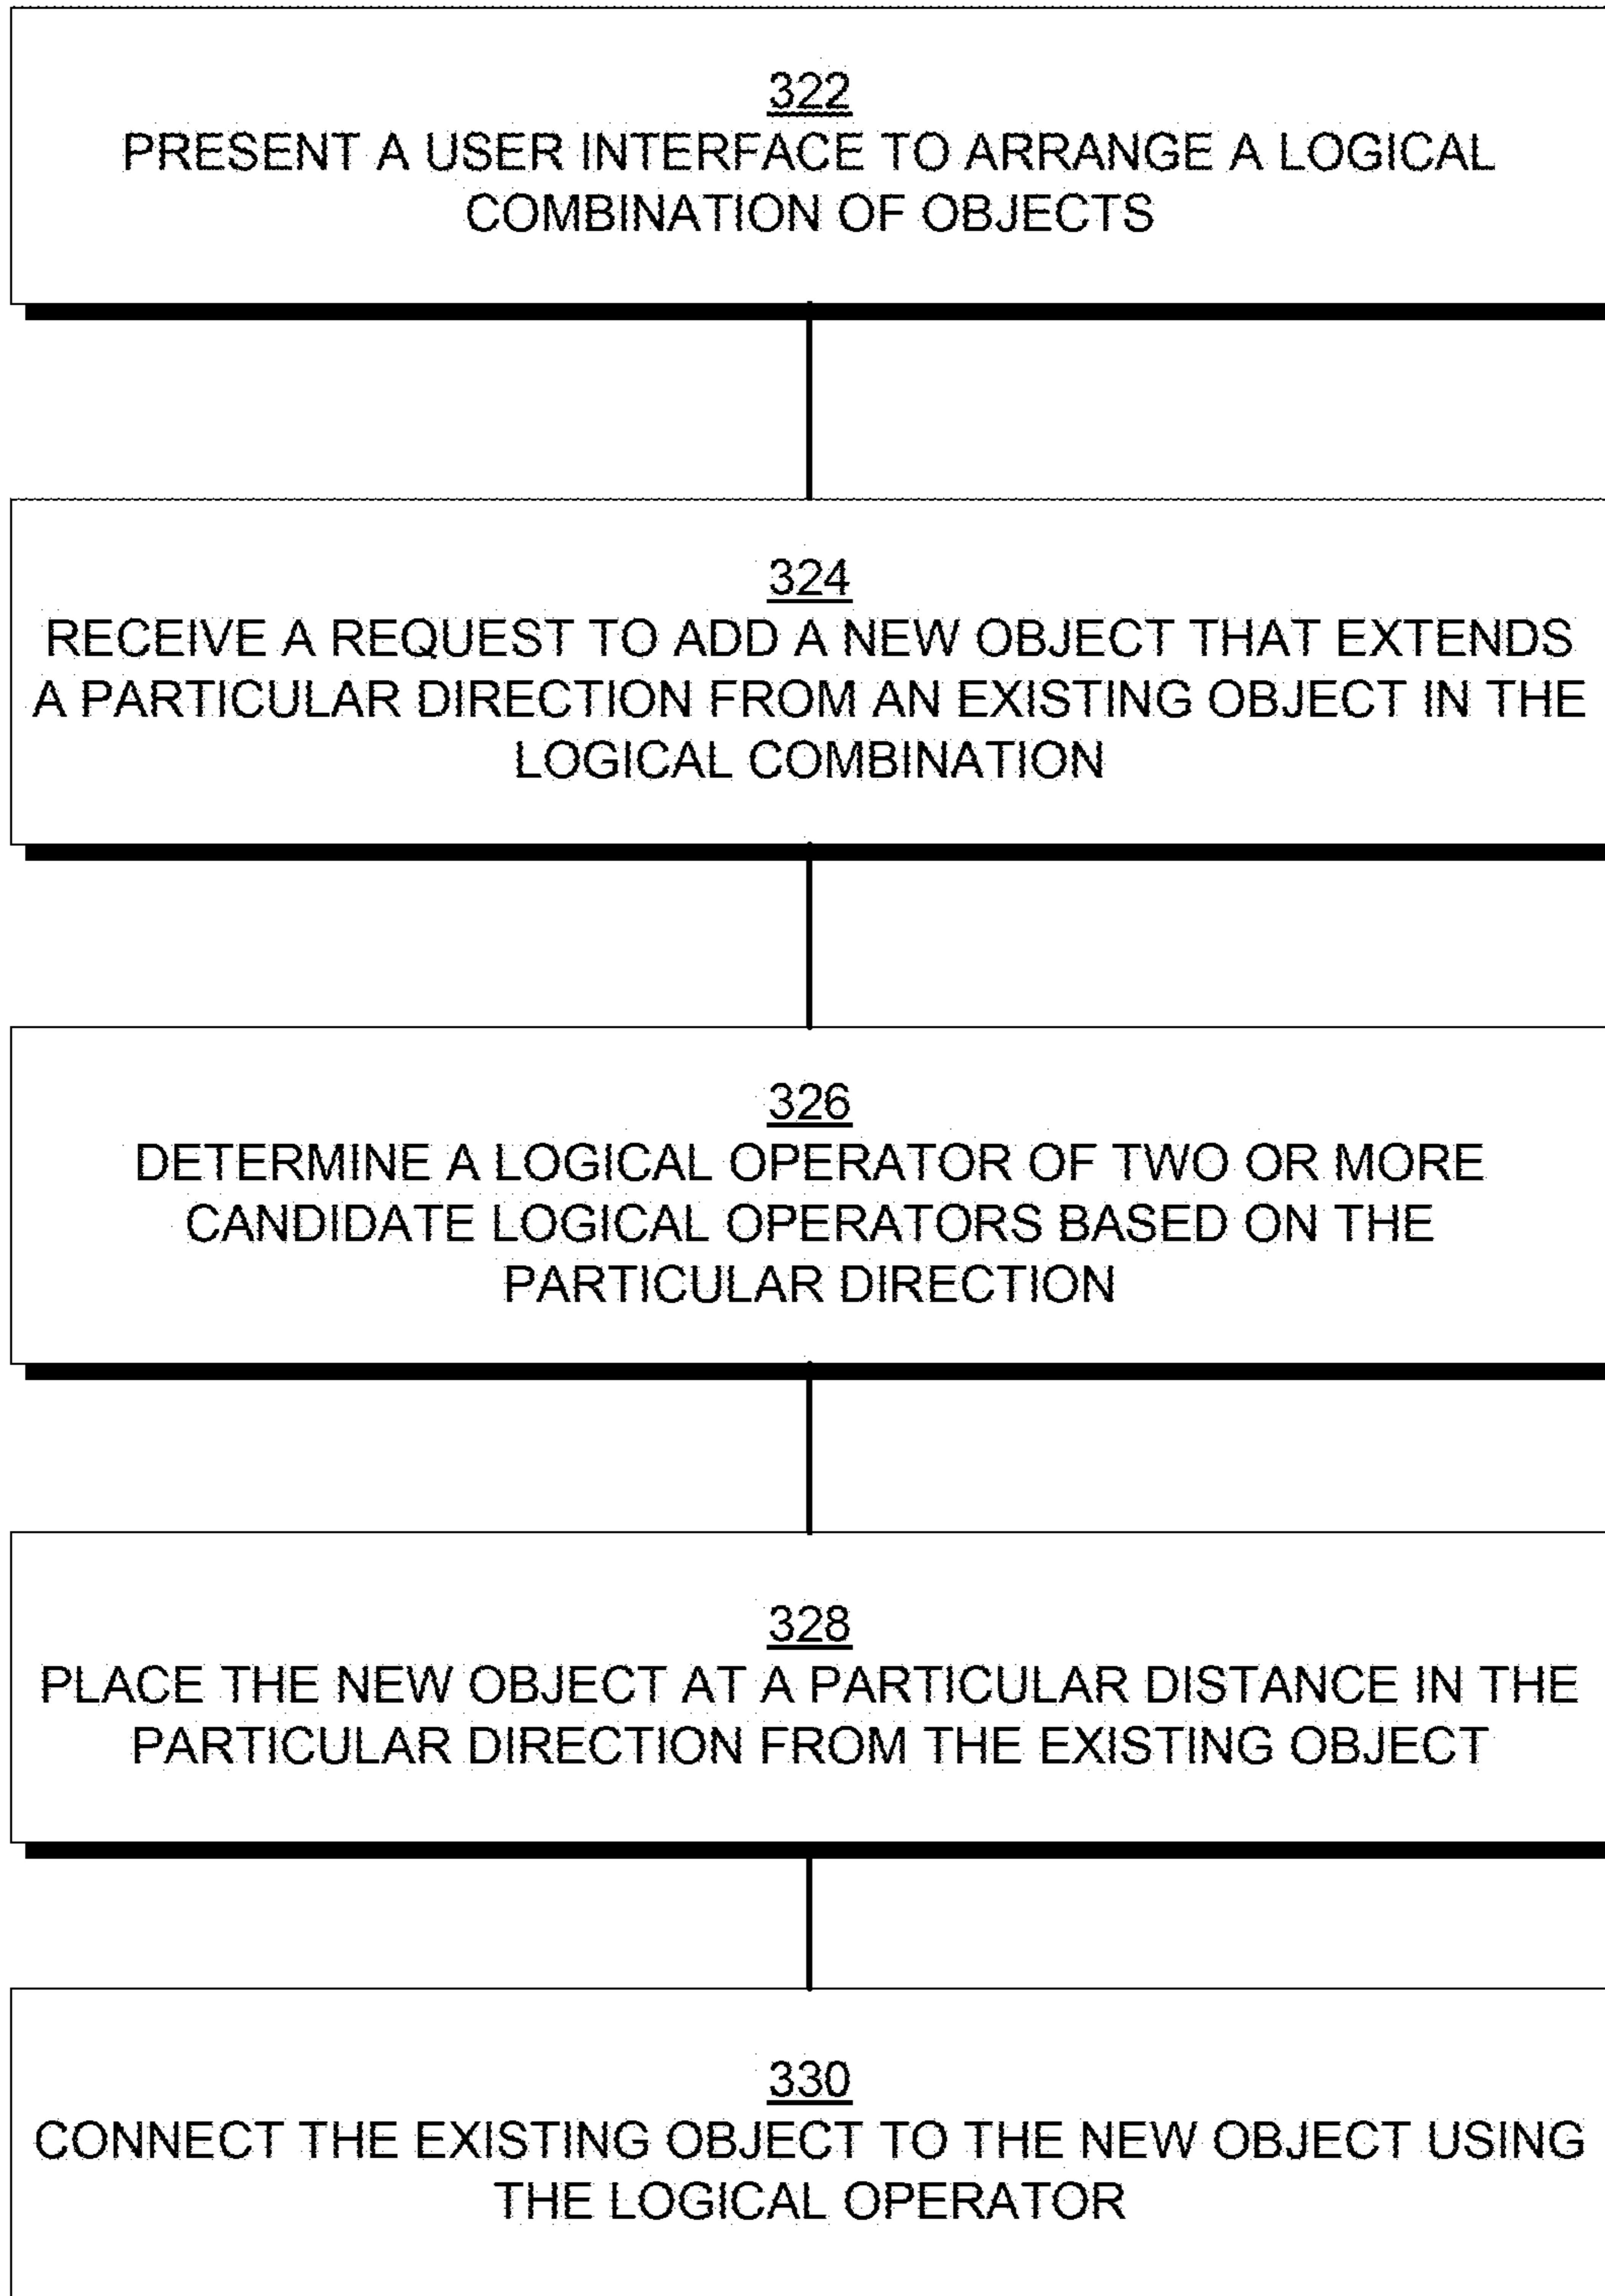 322
PRESENT A USER INTERFACE TO ARRANGE A LOGICAL
COMBINATION OF OBJECTS
324
RECEIVE A REQUEST TO ADD A NEW OBJECT THAT EXTENDS
A PARTICULAR DIRECTION FROM AN EXISTING OBJECT IN THE
LOGICAL COMBINATION
326
DETERMINE A LOGICAL OPERATOR OF TWO OR MORE
CANDIDATE LOGICAL OPERATORS BASED ON THE
PARTICULAR DIRECTION
328
PLACE THE NEW OBJECT AT A PARTICULAR DISTANCE IN THE
PARTICULAR DIRECTION FROM THE EXISTING OBJECT
330
CONNECT THE EXISTING OBJECT TO THE NEW OBJECT USING
THE LOGICAL OPERATOR